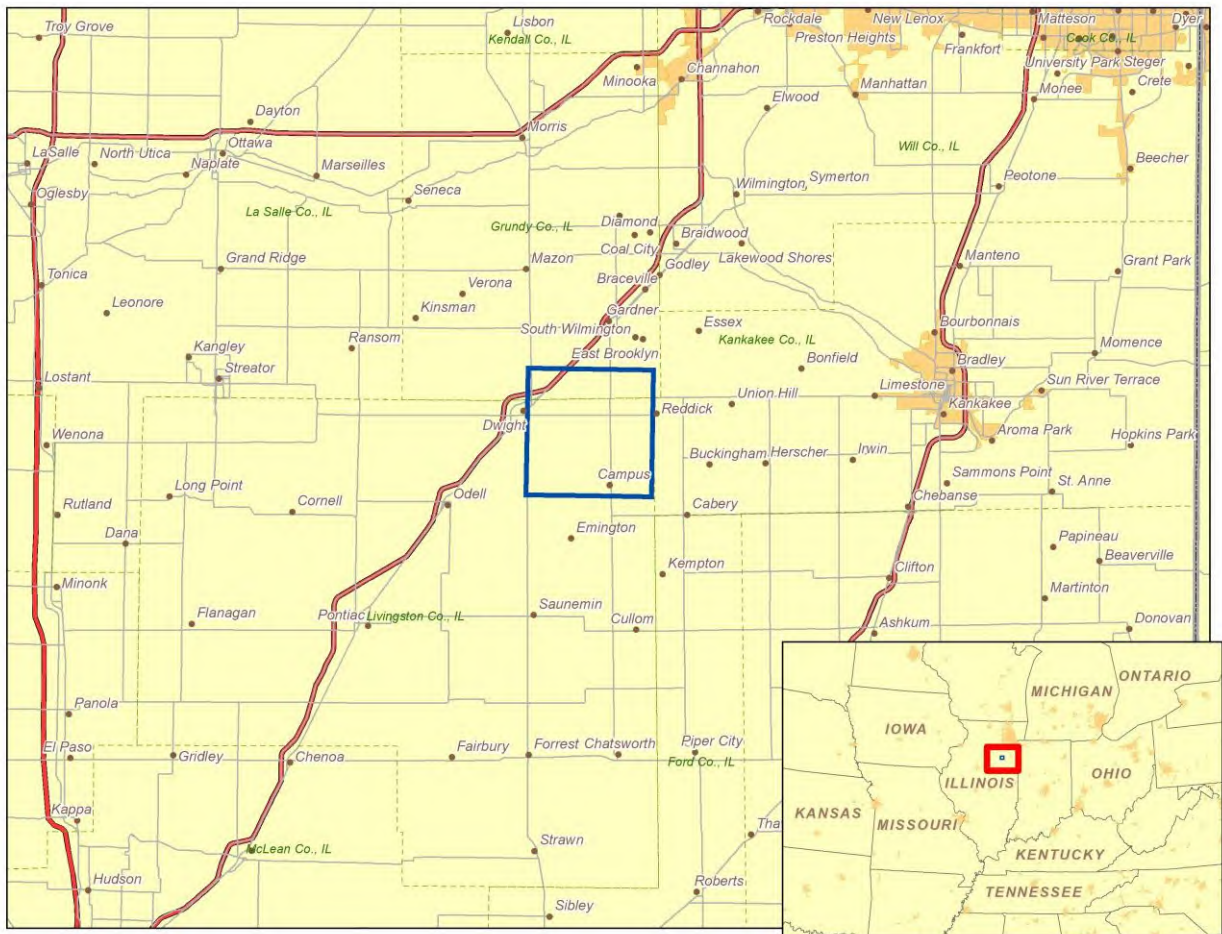 Troy Grove
Lisbon
Kendall Co., IL
Rockdale
New Lenox
Matteson
Dyer
Preston Heights
Frankfort
Cook Co., IL
Minooka
Channahon
University Park
Steger
Manhattan
Monee
Crete
Elwood
Dayton
Morris
Ottawa
LaSalle
North Utica
Naplate
Marseilles
Will Co., IL
Beecher
Oglesby
Seneca
Wilmington
Symerton
Peotone
La Salle Co., IL
Grundy Co., IL
Diamond
Coal City
Braidwood
Godley
Lakewood Shores
Manteno
Grant Park
Grand Ridge
Mazon
Tonica
Verona
Braceville
Leonore
Kinsman
Gardner
South Wilmington
Essex
Kankakee Co., IL
Bourbonnais
Ransom
East Brooklyn
Momence
Kangley
Streator
Bonfield
Bradley
Lostant
Limestone
Sun River Terrace
Union Hill
Kankakee
Dwight
Reddick
Wenona
Aroma Park
Hopkins Park
Buckingham
Herscher
Irwin
Sammons Point
St. Anne
Campus
Long Point
Cornell
Odell
Cabery
Chebanse
Rutland
Dana
Emington
Papineau
Beaverville
Kempton
Clifton
Minonk
Martinton
Flanagan
Pontiac
Livingston Co., IL
Saunemin
Cullom
Ashkum
Donovan
Panola
El Paso
Gridley
Chenoa
Fairbury
Forrest
Chatsworth
Piper City
Ford Co., IL
Kappa
McLean Co., IL
Strawn
Tha
Hudson
Roberts
Sibley
MICHIGAN
ONTARIO
IOWA
ILLINOIS
OHIO
KANSAS
MISSOURI
KENTUCKY
TENNESSEE